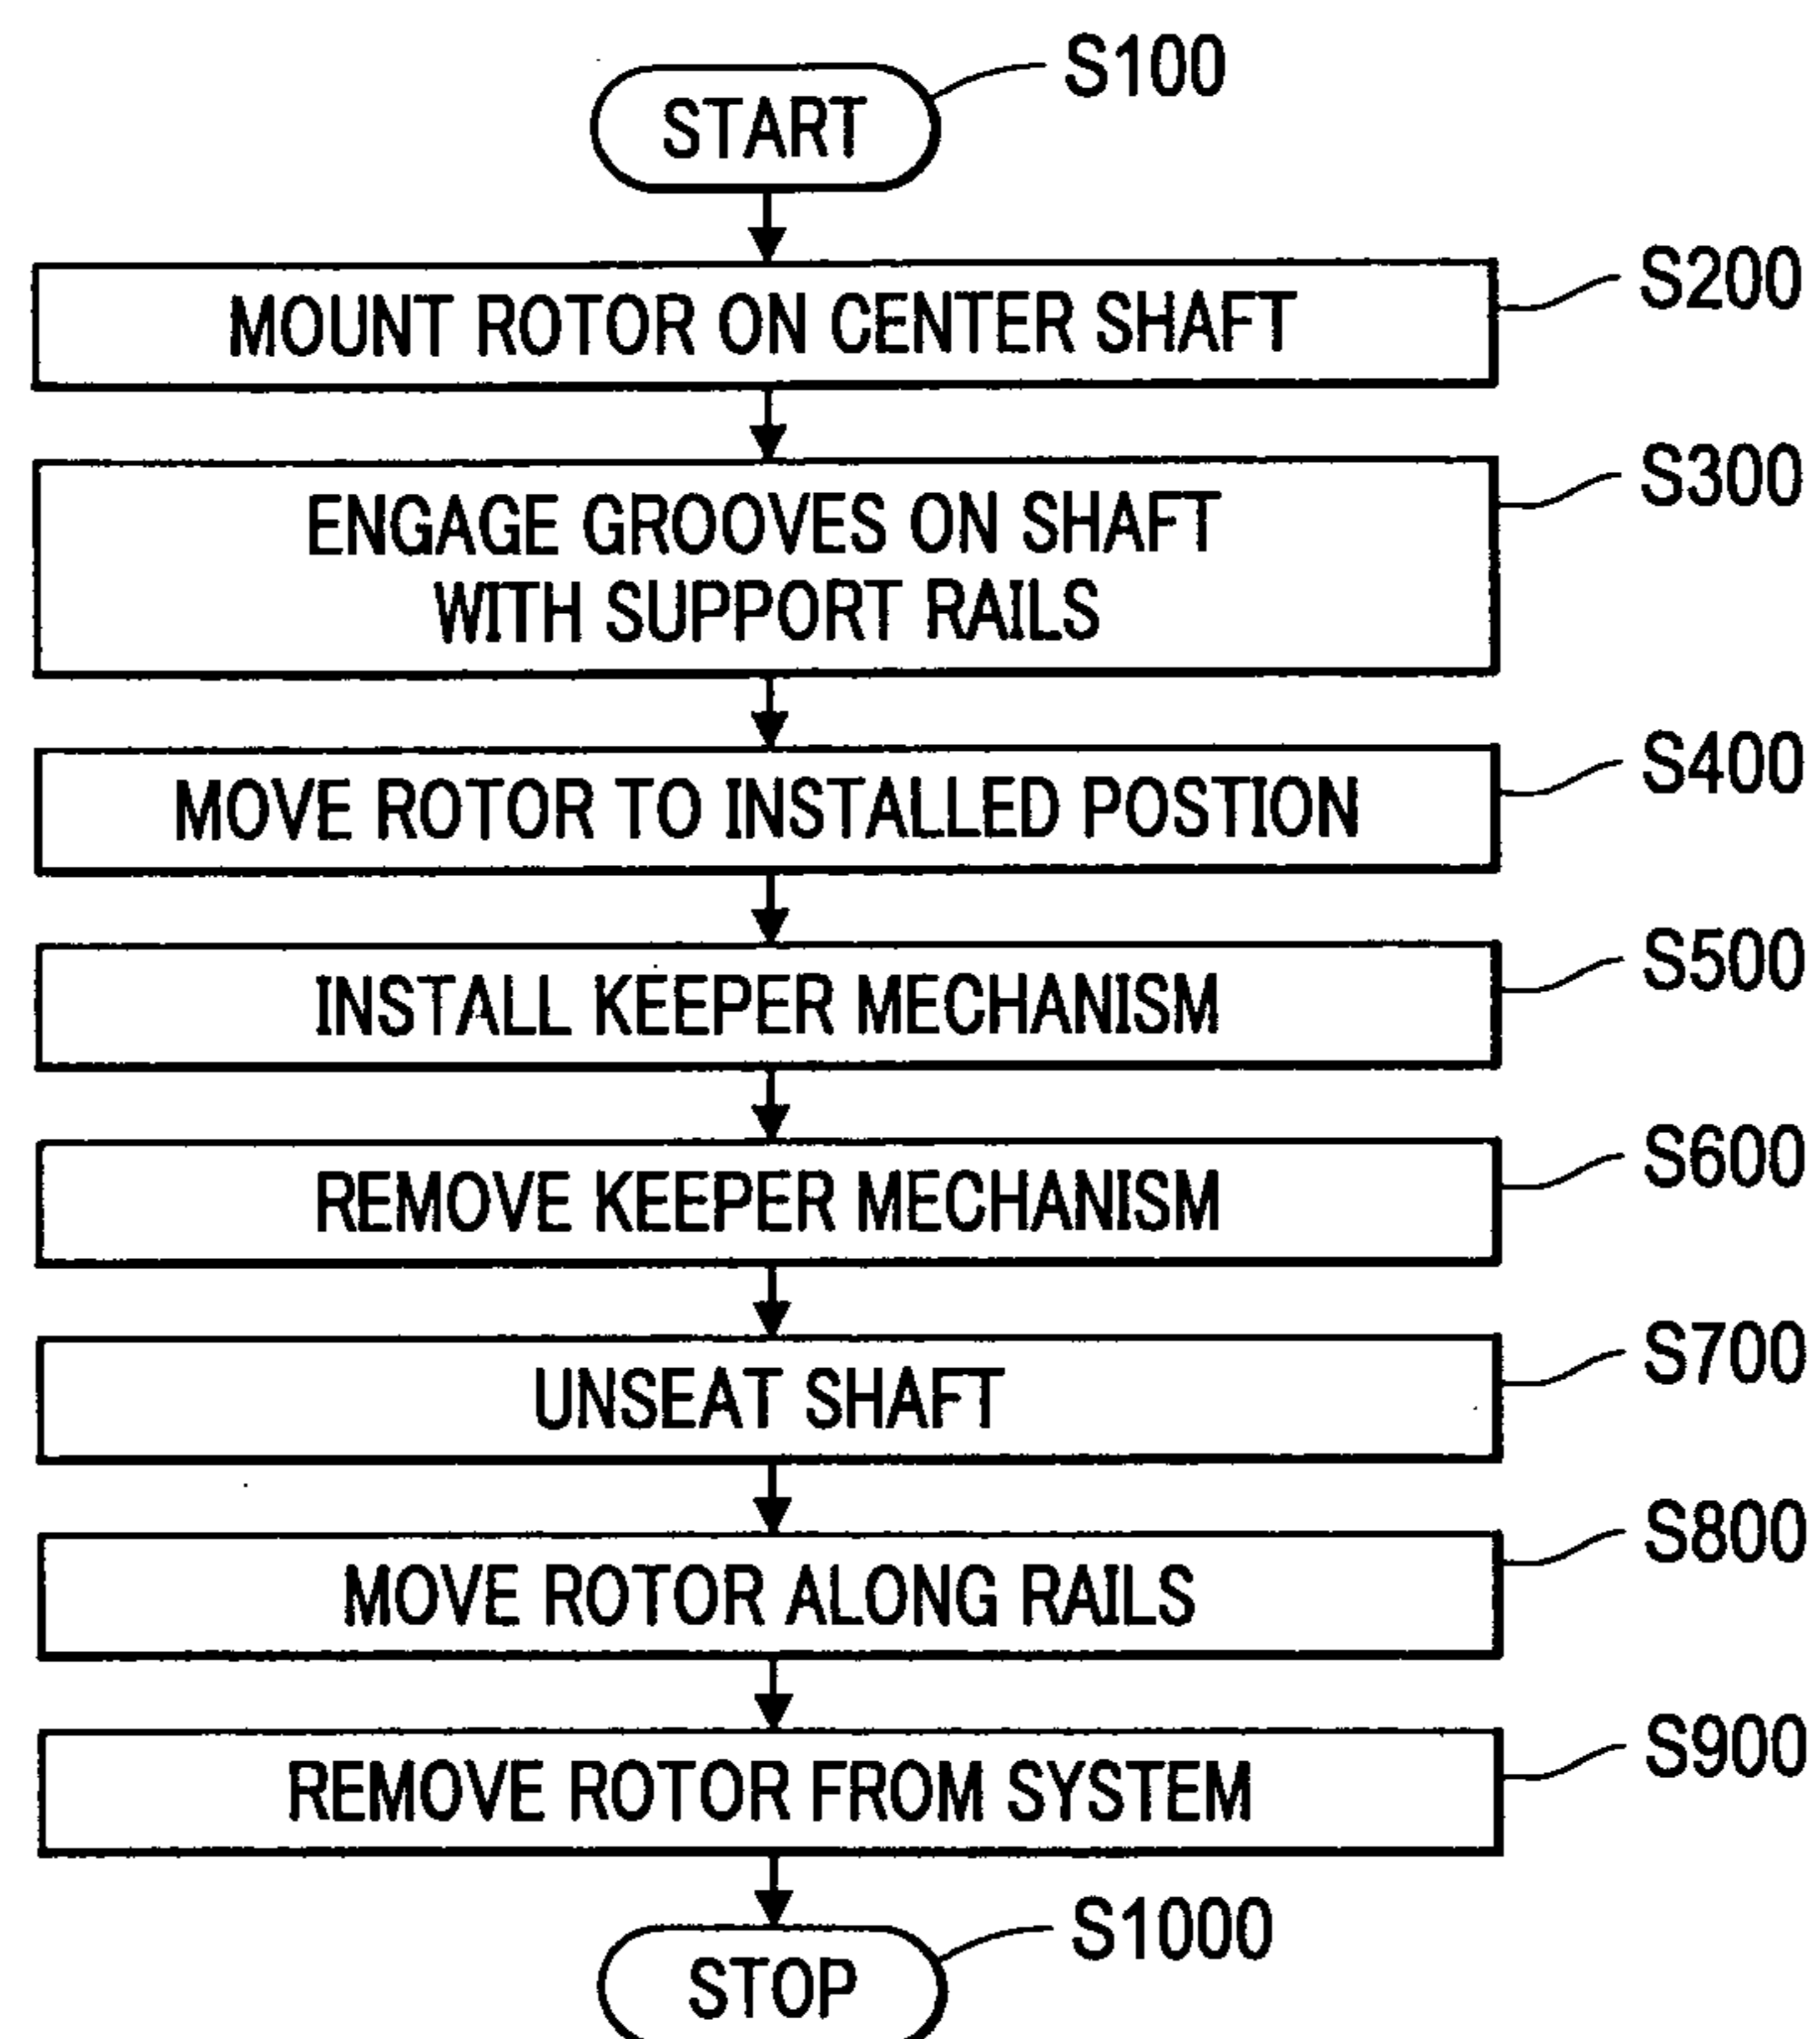 START
S100
MOUNT ROTOR ON CENTER SHAFT
S200
ENGAGE GROOVES ON SHAFT
WITH SUPPORT RAILS
S300
MOVE ROTOR TO INSTALLED POSTION
S400
INSTALL KEEPER MECHANISM
S500
REMOVE KEEPER MECHANISM
S600
UNSEAT SHAFT
S700
MOVE ROTOR ALONG RAILS
S800
REMOVE ROTOR FROM SYSTEM
S900
STOP
S1000